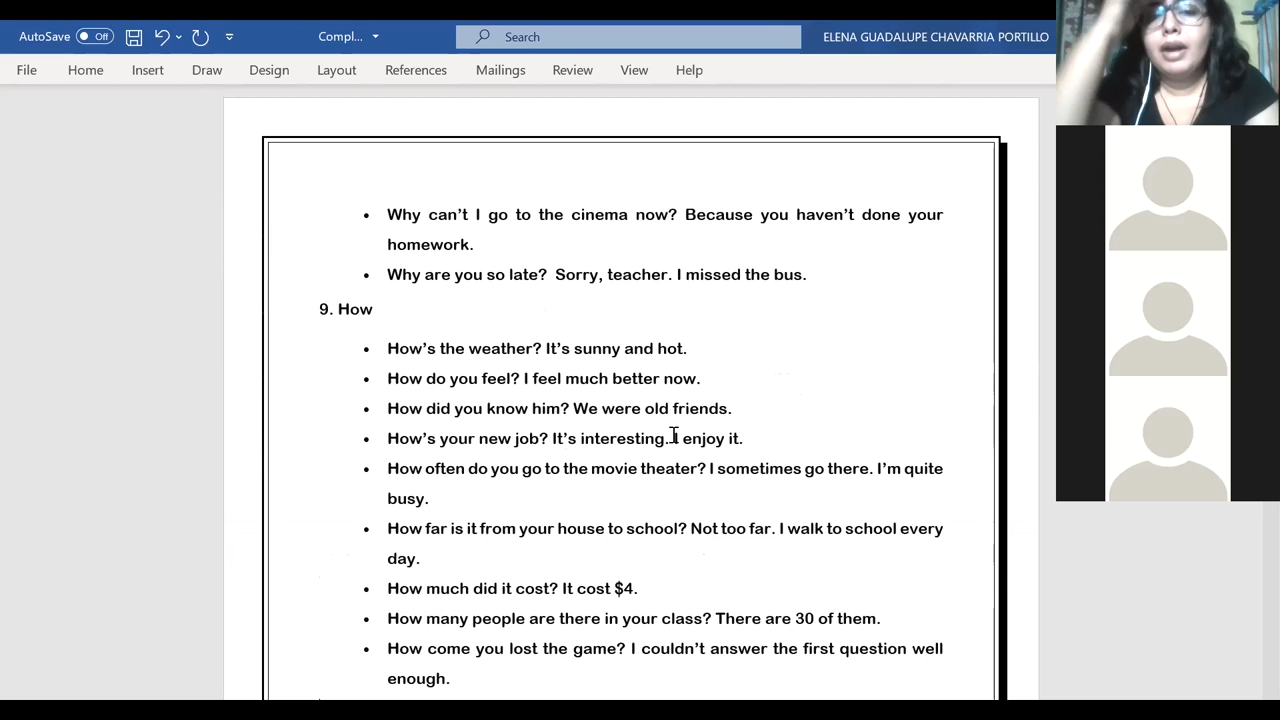 AutoSave Off Compl... Search ELENA GUADALUPE CHAVARRIA PORTILLO
File Home Insert Draw Design Layout References Mailings Review View Help
• Why can’t I go to the cinema now? Because you haven’t done your
homework.
• Why are you so late?  Sorry, teacher. I missed the bus.
9. How
• How’s the weather? It’s sunny and hot.
• How do you feel? I feel much better now.
• How did you know him? We were old friends.
• How’s your new job? It’s interesting. I enjoy it.
• How often do you go to the movie theater? I sometimes go there. I’m quite
busy.
• How far is it from your house to school? Not too far. I walk to school every
day.
• How much did it cost? It cost $4.
• How many people are there in your class? There are 30 of them.
• How come you lost the game? I couldn’t answer the first question well
enough.